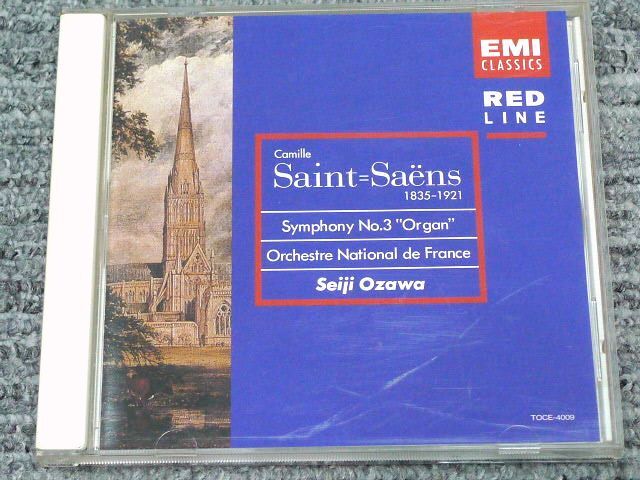 EMI
CLASSICS
RED
LINE
Camille
Saint=Saëns
1835-1921
Symphony No.3 "Organ"
Orchestre National de France
Seiji Ozawa
TOCE-4009